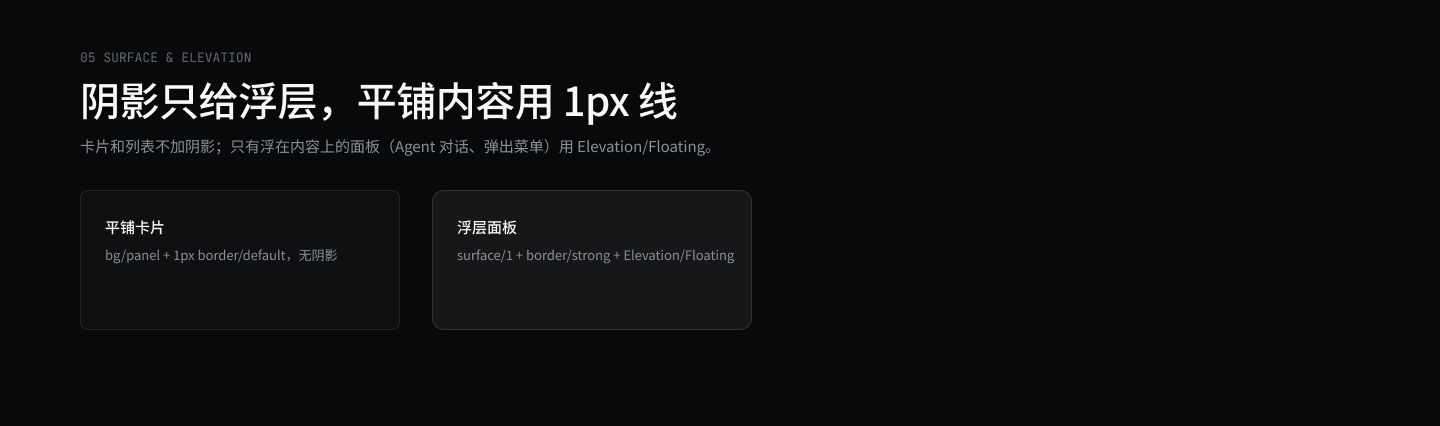 05 SURFACE & ELEVATION
阴影只给浮层，平铺内容用 1px 线
卡片和列表不加阴影；只有浮在内容上的面板（Agent 对话、弹出菜单）用 Elevation/Floating。
平铺卡片
bg/panel + 1px border/default，无阴影
浮层面板
surface/1 + border/strong + Elevation/Floating